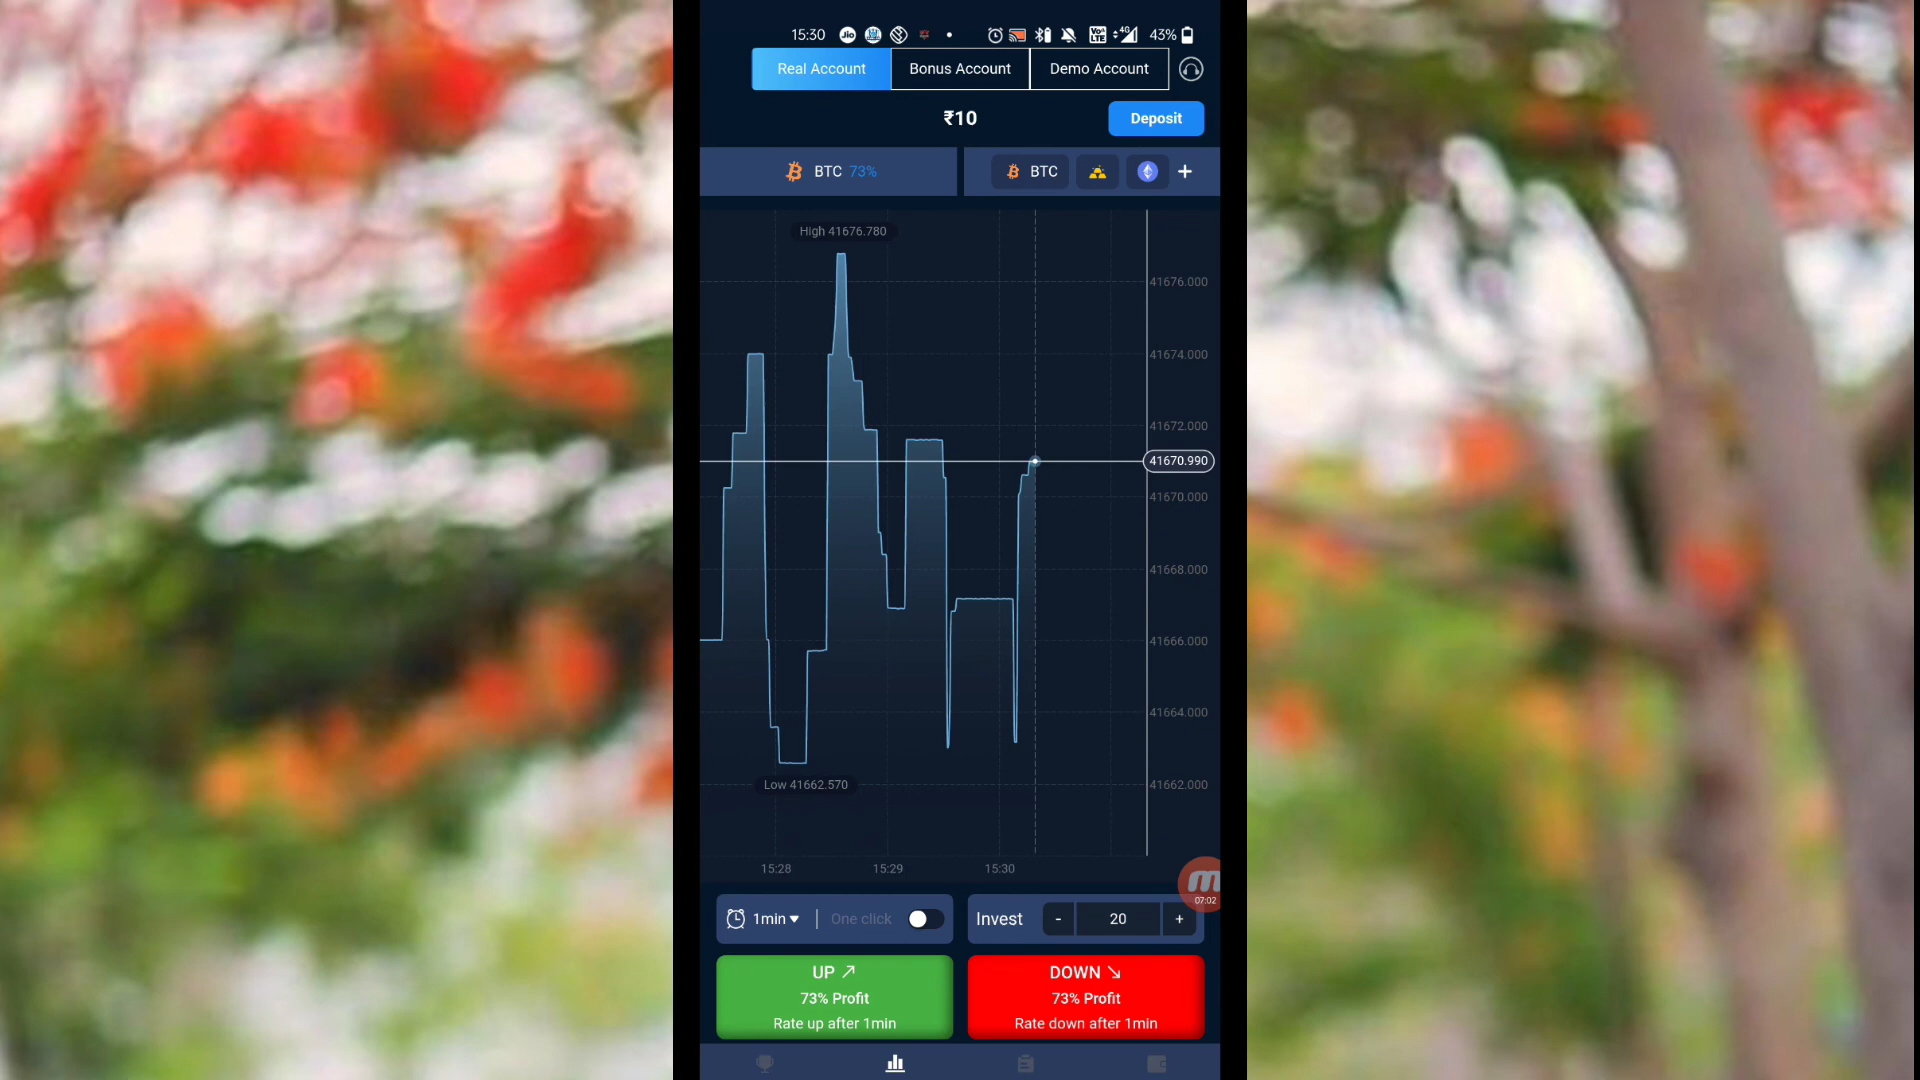 15:30 Jio VoLTE 4G 43%
Real Account Bonus Account Demo Account
₹10 Deposit
BTC 73% BTC +
High 41676.780
41676.000
41674.000
41672.000
41670.990
41670.000
41668.000
41666.000
41664.000
Low 41662.570
41662.000
15:28 15:29 15:30
07:02
1min One click Invest - 20 +
UP DOWN
73% Profit 73% Profit
Rate up after 1min Rate down after 1min